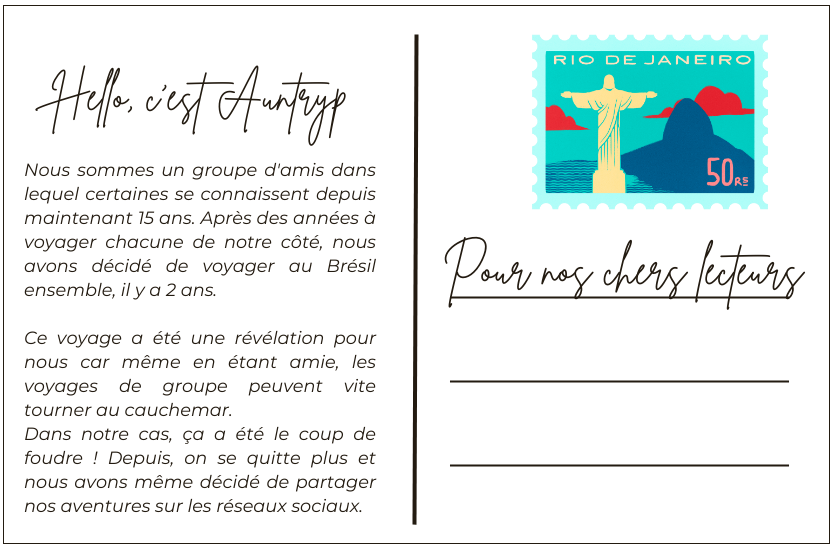 Hello, c'est Auntryp
Nous sommes un groupe d'amis dans
lequel certaines se connaissent depuis
maintenant 15 ans. Après des années à
voyager chacune de notre côté, nous
avons décidé de voyager au Brésil
ensemble, il y a 2 ans.
Ce voyage a été une révélation pour
nous car même en étant amie, les
voyages de groupe peuvent vite
tourner au cauchemar.
Dans notre cas, ça a été le coup de
foudre ! Depuis, on se quitte plus et
nous avons même décidé de partager
nos aventures sur les réseaux sociaux.
RIO DE JANEIRO
50RS
Pour nos chers lecteurs